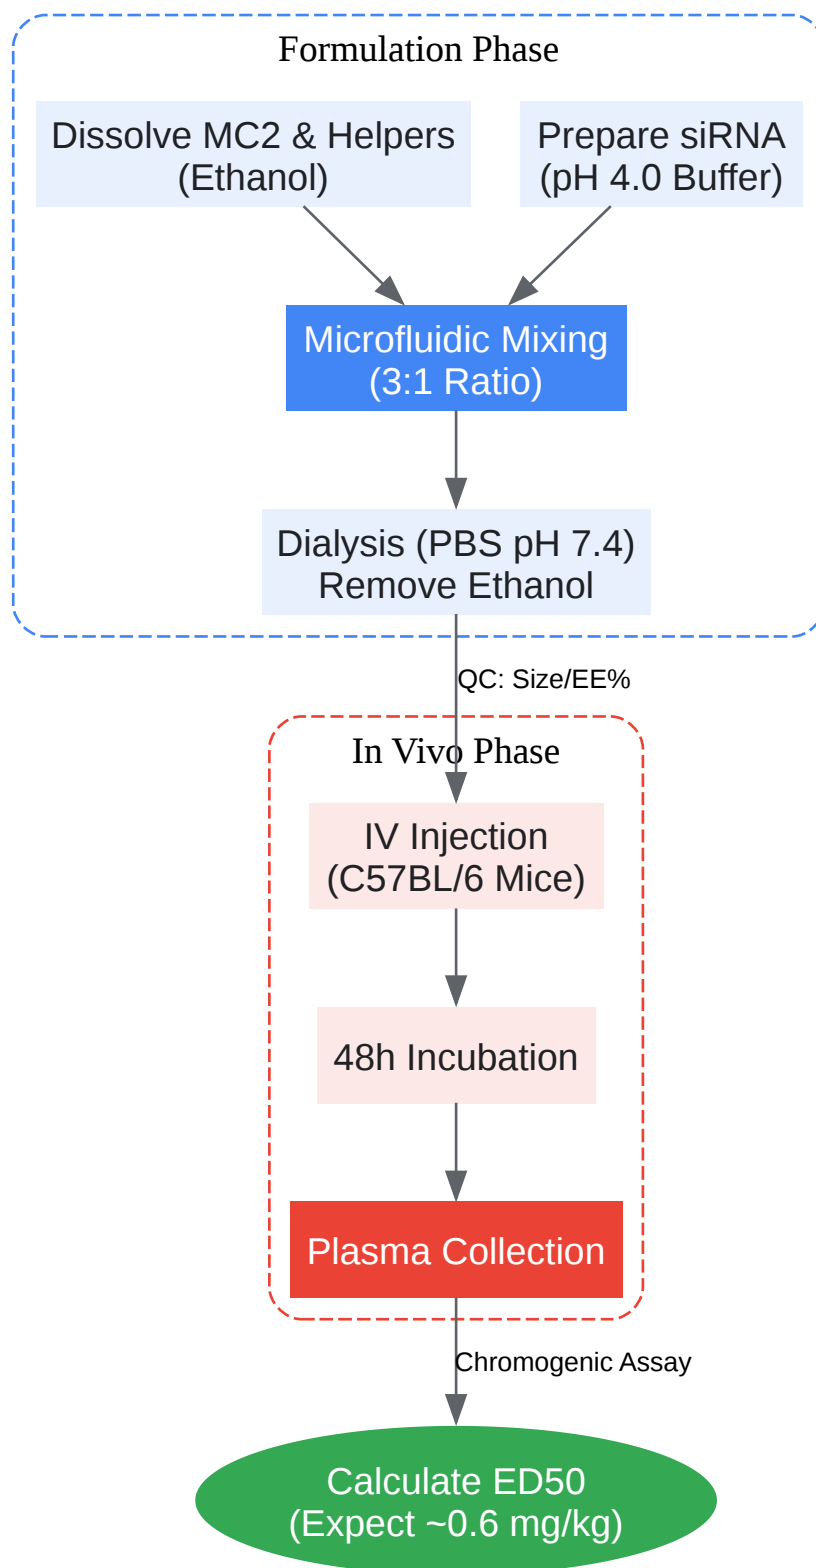 Formulation Phase
Dissolve MC2 & Helpers
(Ethanol)
Prepare siRNA
(pH 4.0 Buffer)
Microfluidic Mixing
(3:1 Ratio)
Dialysis (PBS pH 7.4)
Remove Ethanol
QC: Size/EE%
In Vivo Phase
IV Injection
(C57BL/6 Mice)
48h Incubation
Plasma Collection
Chromogenic Assay
Calculate ED50
(Expect ~0.6 mg/kg)